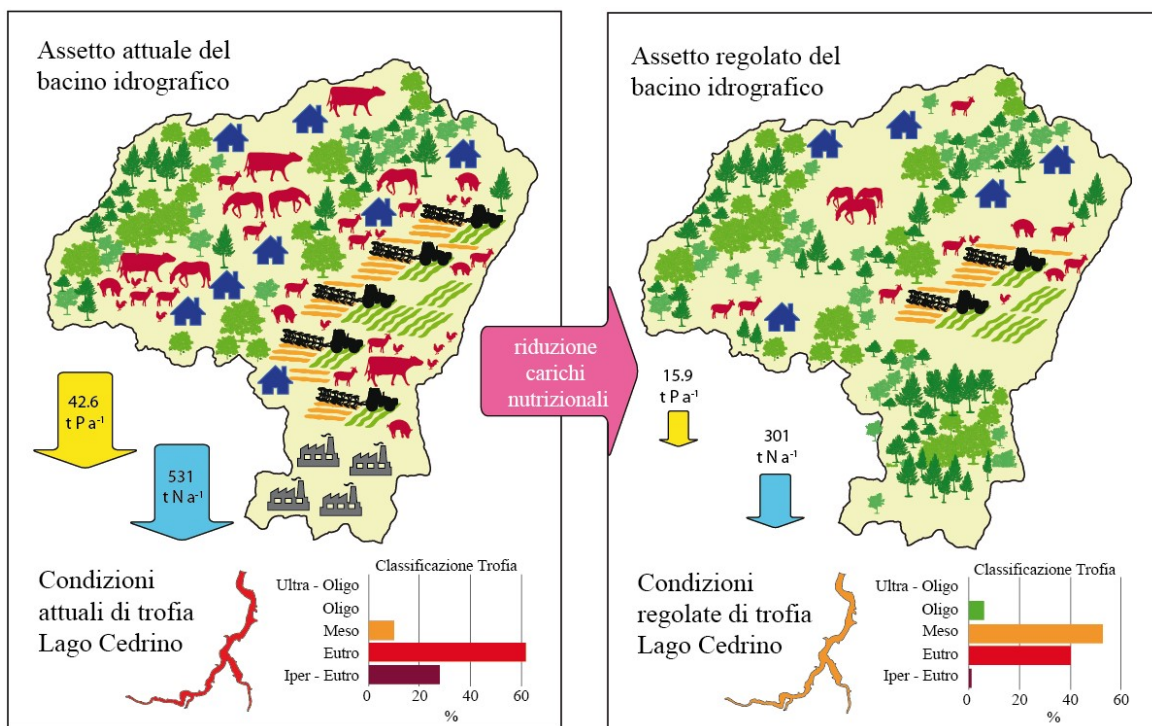 Assetto attuale del
bacino idrografico
42.6
t P a⁻¹
531
t N a⁻¹
Condizioni
attuali di trofia
Lago Cedrino
Classificazione Trofia
Ultra - Oligo
Oligo
Meso
Eutro
Iper - Eutro
0 20 40 60
%
riduzione
carichi
nutrizionali
Assetto regolato del
bacino idrografico
15.9
t P a⁻¹
301
t N a⁻¹
Condizioni
regolate di trofia
Lago Cedrino
Classificazione Trofia
Ultra - Oligo
Oligo
Meso
Eutro
Iper - Eutro
0 20 40 60
%